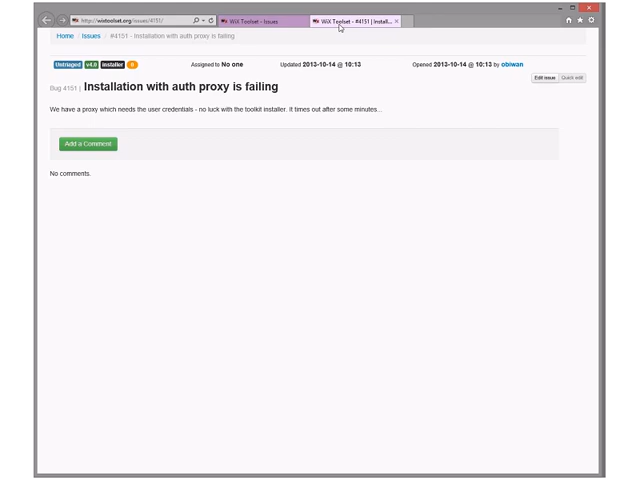 http://wixtoolset.org/issues/4151/
WiX Toolset - Issues
WiX Toolset - #4151 | Install...
Home / Issues / #4151 - Installation with auth proxy is failing
Untriaged v4.0 installer 0 Assigned to No one Updated 2013-10-14 @ 10:13 Opened 2013-10-14 @ 10:13 by obiwan
Edit issue Quick edit
Bug 4151 | Installation with auth proxy is failing
We have a proxy which needs the user credentials - no luck with the toolkit installer. It times out after some minutes...
Add a Comment
No comments.